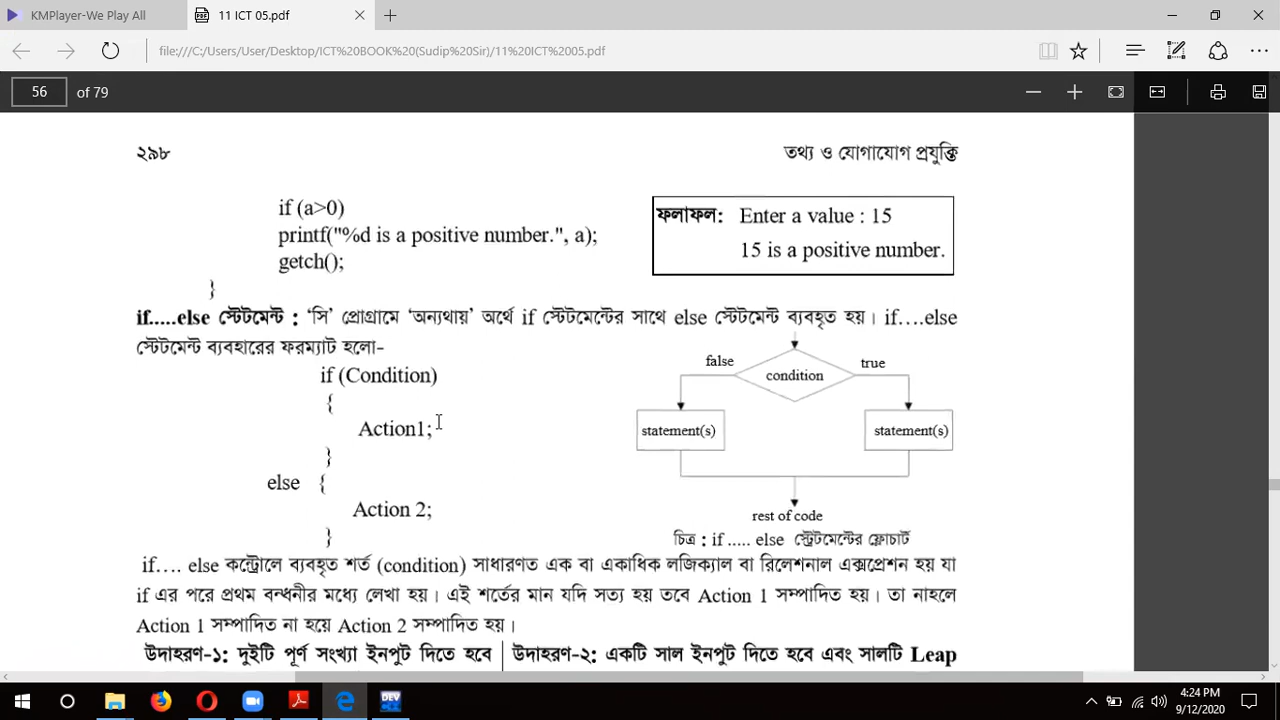 KMPlayer-We Play All
11 ICT 05.pdf
file:///C:/Users/User/Desktop/ICT%20BOOK%20(Sudip%20Sir)/11%20ICT%2005.pdf
56 of 79
২৯৮
তথ্য ও যোগাযোগ প্রযুক্তি
if (a>0)
printf("%d is a positive number.", a);
getch();
}
ফলাফল: Enter a value : 15
15 is a positive number.
if.....else স্টেটমেন্ট : ‘সি’ প্রোগ্রামে ‘অন্যথায়’ অর্থে if স্টেটমেন্টের সাথে else স্টেটমেন্ট ব্যবহৃত হয়। if….else
স্টেটমেন্ট ব্যবহারের ফরম্যাট হলো-
if (Condition)
{
Action1;
}
else {
Action 2;
}
false
true
condition
statement(s)
statement(s)
rest of code
চিত্র : if ..... else স্ট্রেটমেন্টের ফ্লোচার্ট
if…. else কন্ট্রোলে ব্যবহৃত শর্ত (condition) সাধারণত এক বা একাধিক লজিক্যাল বা রিলেশনাল এক্সপ্রেশন হয় যা
if এর পরে প্রথম বন্ধনীর মধ্যে লেখা হয়। এই শর্তের মান যদি সত্য হয় তবে Action 1 সম্পাদিত হয়। তা নাহলে
Action 1 সম্পাদিত না হয়ে Action 2 সম্পাদিত হয়।
উদাহরণ-১: দুইটি পূর্ণ সংখ্যা ইনপুট দিতে হবে
উদাহরণ-২: একটি সাল ইনপুট দিতে হবে এবং সালটি Leap
DEV
4:24 PM
9/12/2020